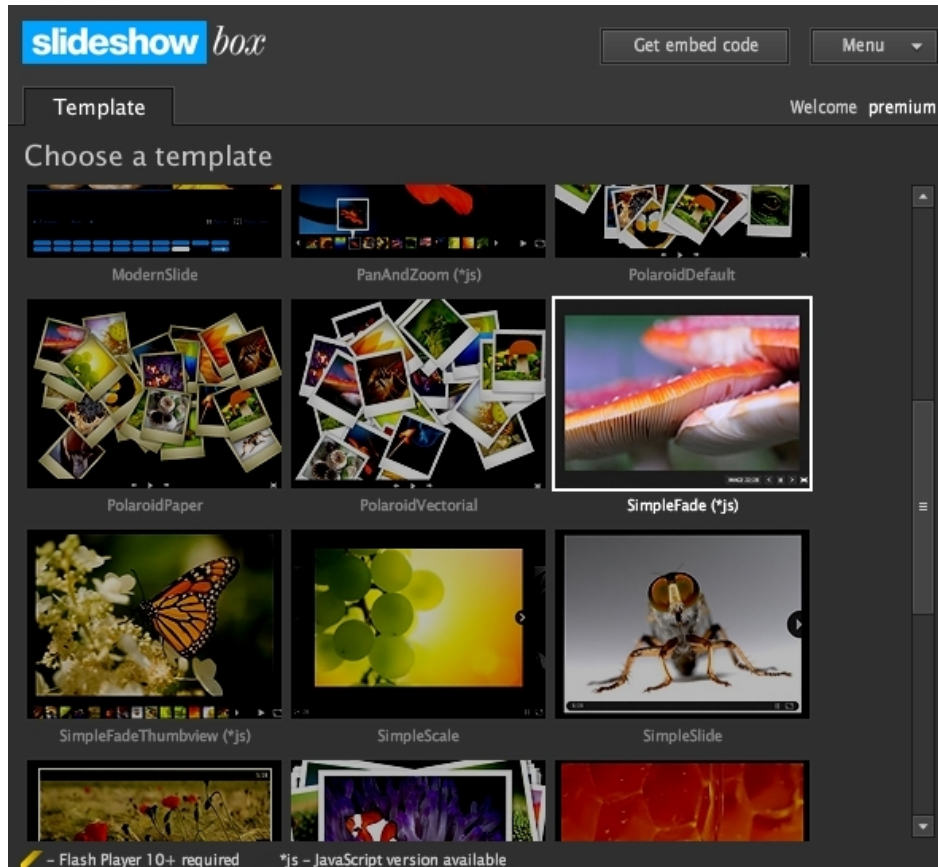 slideshow box
Get embed code
Menu
Template
Welcome premium
Choose a template
ModernSlide
PanAndZoom (*js)
PolaroidDefault
PolaroidPaper
PolaroidVectorial
SimpleFade (*js)
SimpleFadeThumbview (*js)
SimpleScale
SimpleSlide
– Flash Player 10+ required
*js – JavaScript version available